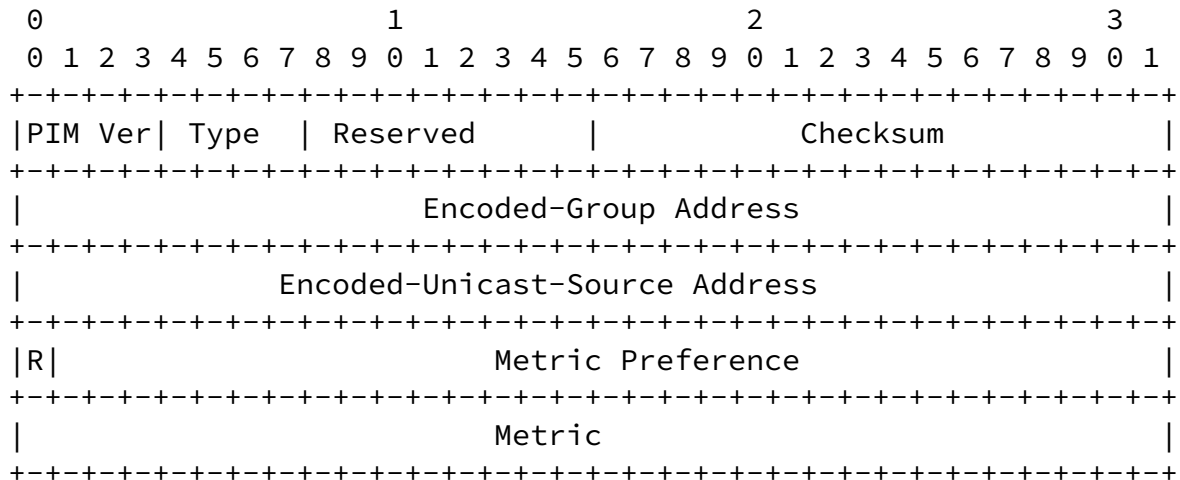 0                   1                   2                   3
 0 1 2 3 4 5 6 7 8 9 0 1 2 3 4 5 6 7 8 9 0 1 2 3 4 5 6 7 8 9 0 1
+-+-+-+-+-+-+-+-+-+-+-+-+-+-+-+-+-+-+-+-+-+-+-+-+-+-+-+-+-+-+-+-+
|PIM Ver| Type  | Reserved      |           Checksum            |
+-+-+-+-+-+-+-+-+-+-+-+-+-+-+-+-+-+-+-+-+-+-+-+-+-+-+-+-+-+-+-+-+
|                      Encoded-Group Address                    |
+-+-+-+-+-+-+-+-+-+-+-+-+-+-+-+-+-+-+-+-+-+-+-+-+-+-+-+-+-+-+-+-+
|              Encoded-Unicast-Source Address                   |
+-+-+-+-+-+-+-+-+-+-+-+-+-+-+-+-+-+-+-+-+-+-+-+-+-+-+-+-+-+-+-+-+
|R|                        Metric Preference                    |
+-+-+-+-+-+-+-+-+-+-+-+-+-+-+-+-+-+-+-+-+-+-+-+-+-+-+-+-+-+-+-+-+
|                          Metric                               |
+-+-+-+-+-+-+-+-+-+-+-+-+-+-+-+-+-+-+-+-+-+-+-+-+-+-+-+-+-+-+-+-+